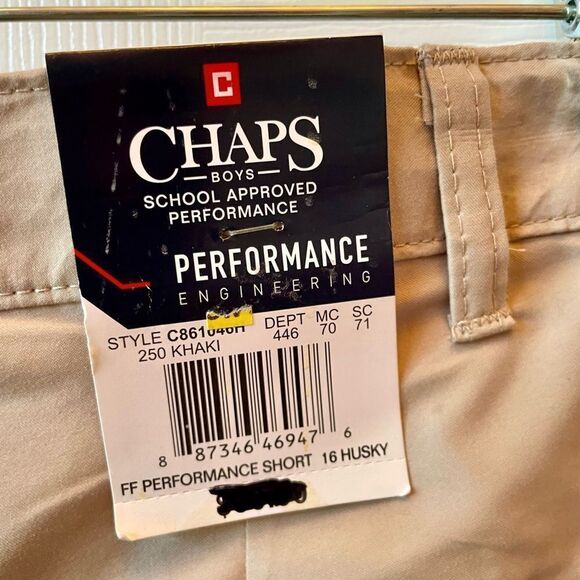 C
CHAPS
BOYS
SCHOOL APPROVED
PERFORMANCE
PERFORMANCE
ENGINEERING
STYLE C861046H DEPT MC SC
250 KHAKI 446 70 71
8 87346 46947 6
FF PERFORMANCE SHORT 16 HUSKY